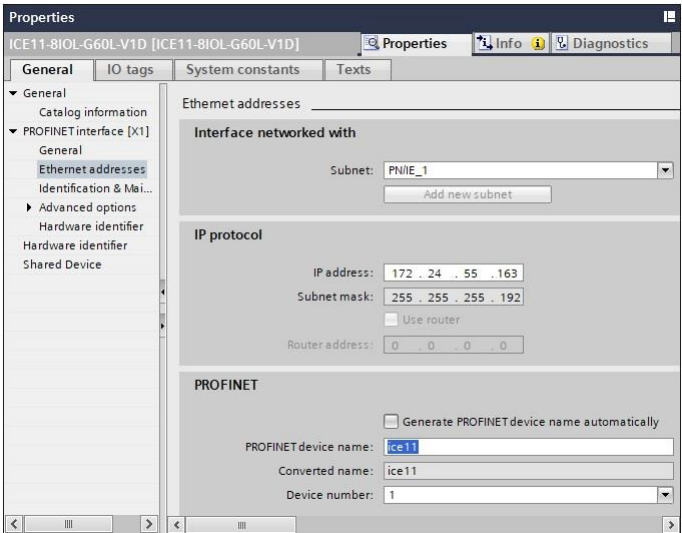 Properties
ICE11-8IOL-G60L-V1D [ICE11-8IOL-G60L-V1D]
Properties
Info
Diagnostics
General
IO tags
System constants
Texts
General
Catalog information
PROFINET interface [X1]
General
Ethernet addresses
Identification & Mai...
Advanced options
Hardware identifier
Hardware identifier
Shared Device
Ethernet addresses
Interface networked with
Subnet: PN/IE_1
Add new subnet
IP protocol
IP address: 172 . 24 . 55 . 163
Subnet mask: 255 . 255 . 255 . 192
Use router
Router address: 0 . 0 . 0 . 0
PROFINET
Generate PROFINET device name automatically
PROFINET device name: ice11
Converted name: ice11
Device number: 1